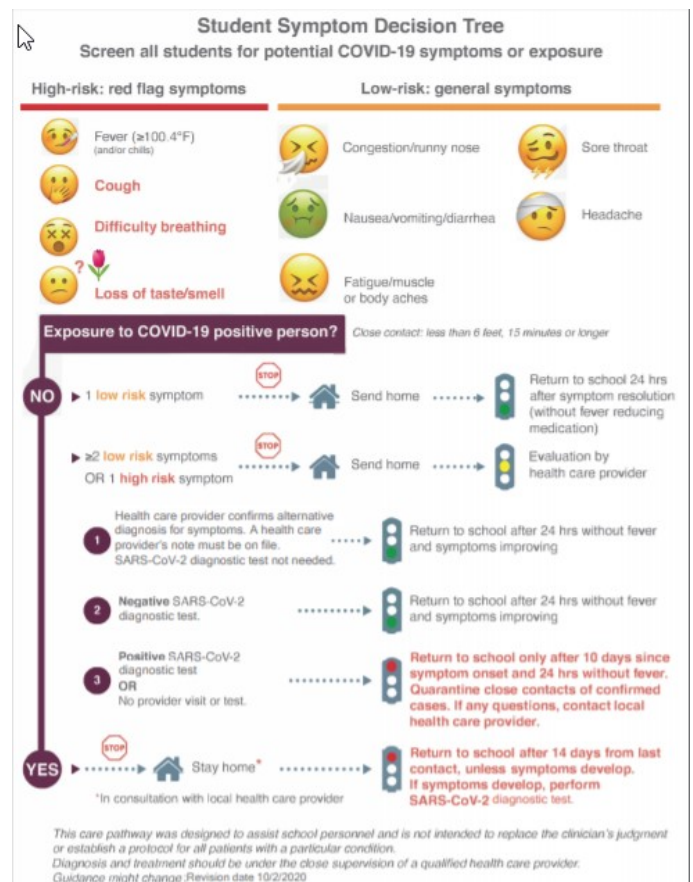 Student Symptom Decision Tree
Screen all students for potential COVID-19 symptoms or exposure
High-risk: red flag symptoms
Low-risk: general symptoms
Fever (≥100.4°F)
(and/or chills)
Cough
Difficulty breathing
?
Loss of taste/smell
Congestion/runny nose
Nausea/vomiting/diarrhea
Fatigue/muscle
or body aches
Sore throat
Headache
Exposure to COVID-19 positive person?
Close contact: less than 6 feet, 15 minutes or longer
NO
1 low risk symptom
STOP
Send home
Return to school 24 hrs
after symptom resolution
(without fever reducing
medication)
≥2 low risk symptoms
OR 1 high risk symptom
STOP
Send home
Evaluation by
health care provider
1
Health care provider confirms alternative
diagnosis for symptoms. A health care
provider's note must be on file.
SARS-CoV-2 diagnostic test not needed.
Return to school after 24 hrs without fever
and symptoms improving
2
Negative SARS-CoV-2
diagnostic test.
Return to school after 24 hrs without fever
and symptoms improving
3
Positive SARS-CoV-2
diagnostic test
OR
No provider visit or test.
Return to school only after 10 days since
symptom onset and 24 hrs without fever.
Quarantine close contacts of confirmed
cases. If any questions, contact local
health care provider.
YES
STOP
Stay home*
Return to school after 14 days from last
contact, unless symptoms develop.
If symptoms develop, perform
SARS-CoV-2 diagnostic test.
*In consultation with local health care provider
This care pathway was designed to assist school personnel and is not intended to replace the clinician's judgment
or establish a protocol for all patients with a particular condition.
Diagnosis and treatment should be under the close supervision of a qualified health care provider.
Guidance might change :Revision date 10/2/2020